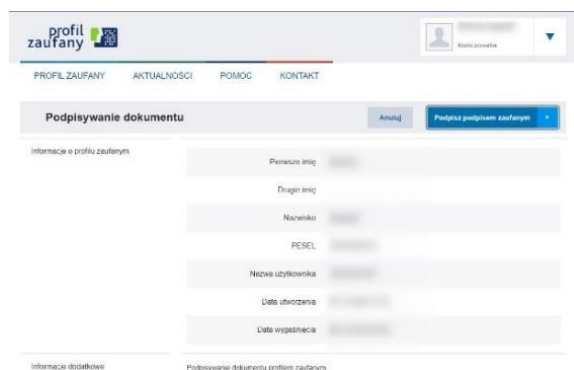 profil
zaufany
Konto prywatne
PROFIL ZAUFANY AKTUALNOŚCI POMOC KONTAKT
Podpisywanie dokumentu Anuluj Podpisz podpisem zaufanym
Informacje o profilu zaufanym
Pierwsze imię
Drugie imię
Nazwisko
PESEL
Nazwa użytkownika
Data utworzenia
Data wygaśnięcia
Informacje dodatkowe Podpisywanie dokumentu profilem zaufanym